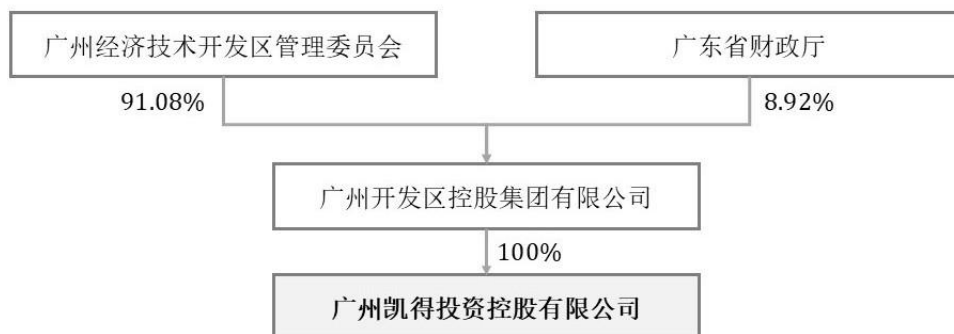 广州经济技术开发区管理委员会
广东省财政厅
91.08%
8.92%
广州开发区控股集团有限公司
100%
广州凯得投资控股有限公司